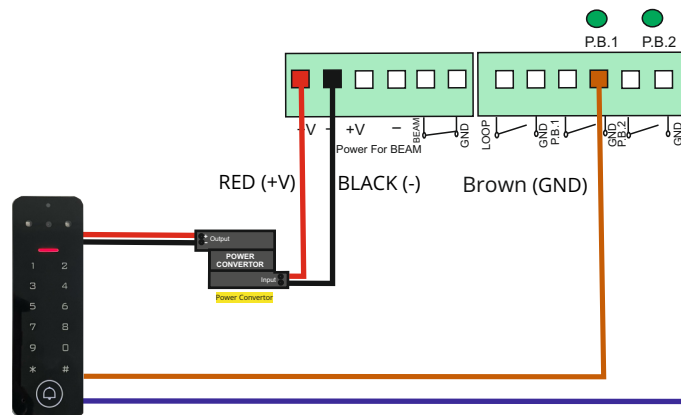 P.B.1 P.B.2
+V - +V -
BEAM
GND
LOOP
GND
P.B.1
GND
P.B.2
GND
Power For BEAM
RED (+V) BLACK (-) Brown (GND)
+ Output
-
POWER
CONVERTOR
Input
Power Convertor
1 2
3 4
5 6
7 8
9 0
* #